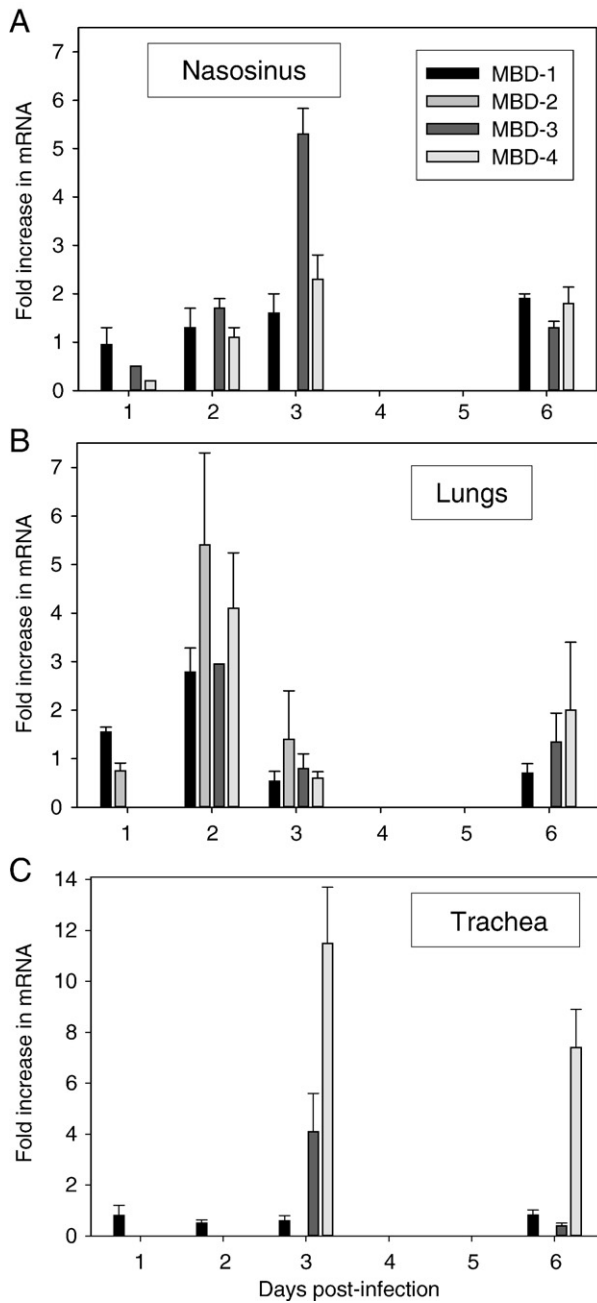 A
Nasosinus
MBD-1
MBD-2
MBD-3
MBD-4
Fold increase in mRNA
7
6
5
4
3
2
1
0
1 2 3 4 5 6
B
Lungs
Fold increase in mRNA
7
6
5
4
3
2
1
0
1 2 3 4 5 6
C
Trachea
Fold increase in mRNA
14
12
10
8
6
4
2
0
1 2 3 4 5 6
Days post-infection